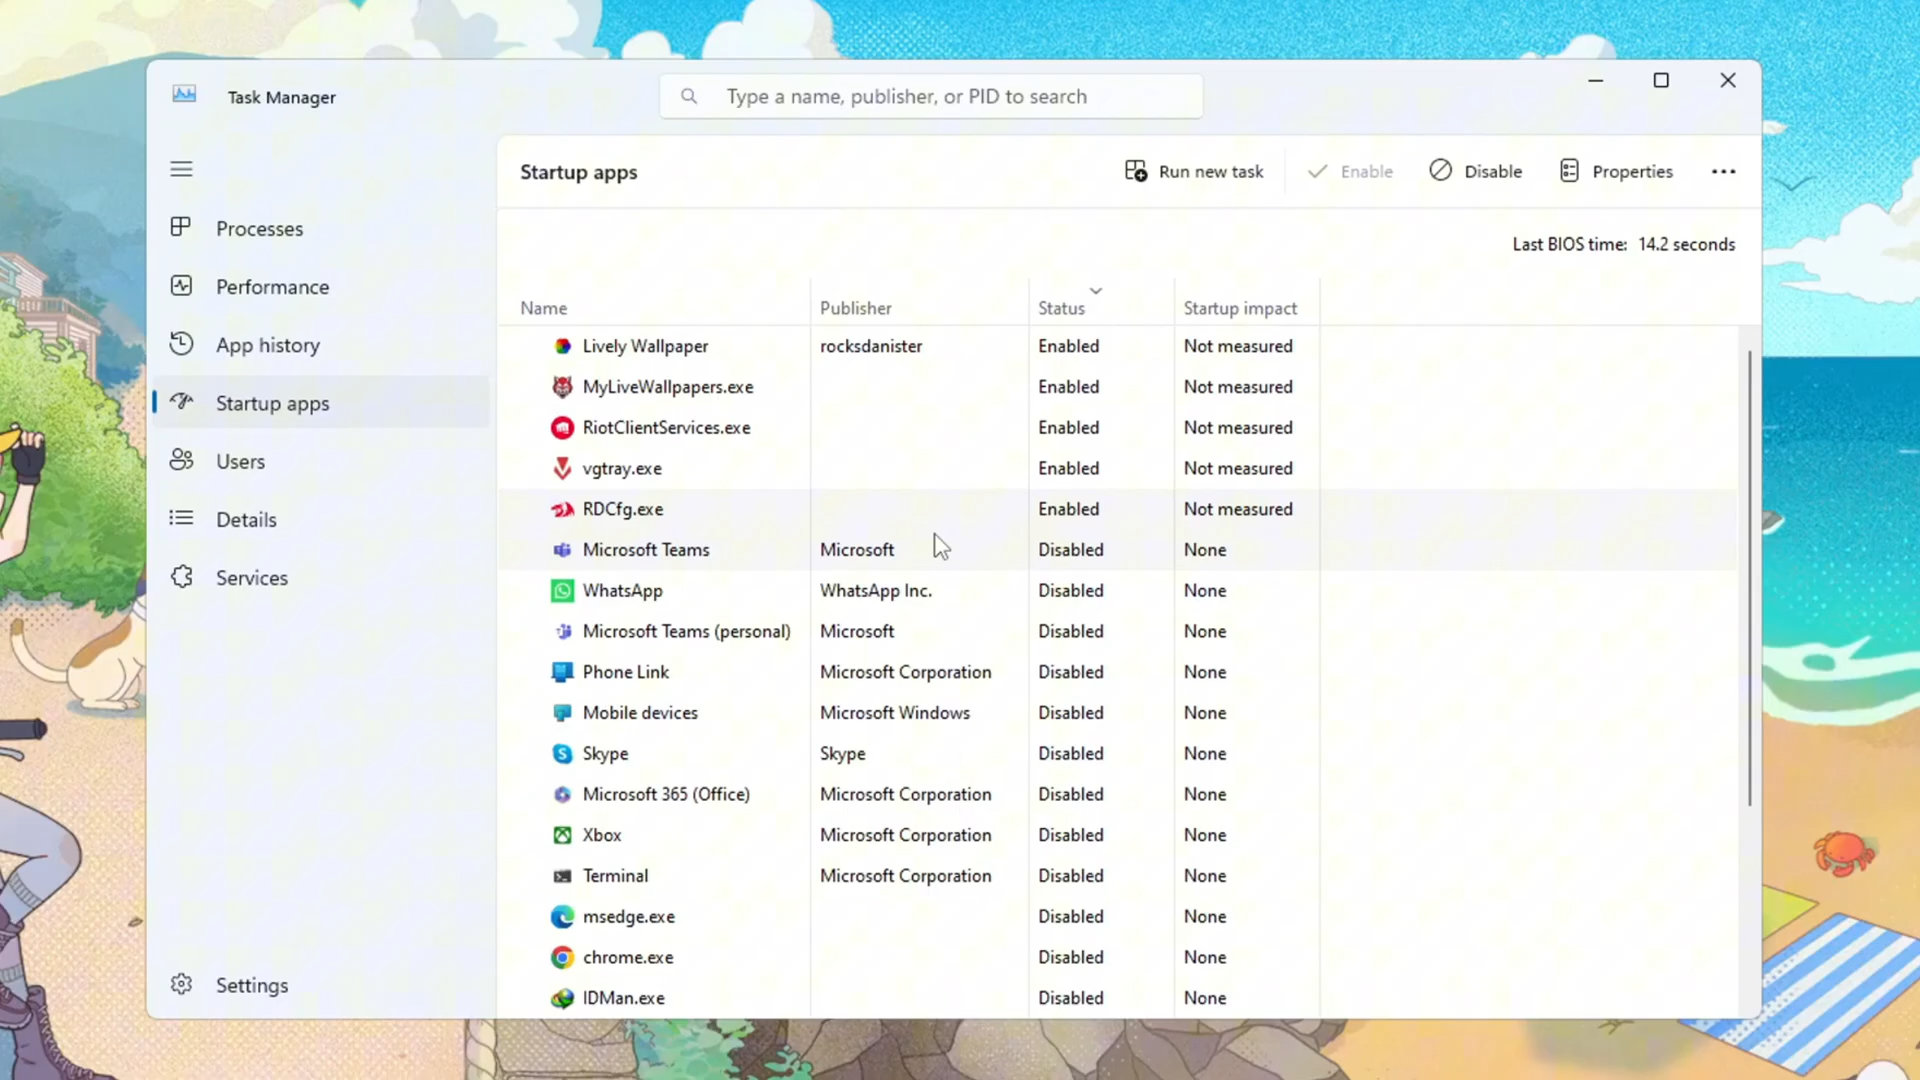 Task Manager
Type a name, publisher, or PID to search
Startup apps
Run new task
Enable
Disable
Properties
Processes
Performance
App history
Startup apps
Users
Details
Services
Settings
Last BIOS time: 14.2 seconds
Name Publisher Status Startup impact
Lively Wallpaper rocksdanister Enabled Not measured
MyLiveWallpapers.exe Enabled Not measured
RiotClientServices.exe Enabled Not measured
vgtray.exe Enabled Not measured
RDCfg.exe Enabled Not measured
Microsoft Teams Microsoft Disabled None
WhatsApp WhatsApp Inc. Disabled None
Microsoft Teams (personal) Microsoft Disabled None
Phone Link Microsoft Corporation Disabled None
Mobile devices Microsoft Windows Disabled None
Skype Skype Disabled None
Microsoft 365 (Office) Microsoft Corporation Disabled None
Xbox Microsoft Corporation Disabled None
Terminal Microsoft Corporation Disabled None
msedge.exe Disabled None
chrome.exe Disabled None
IDMan.exe Disabled None